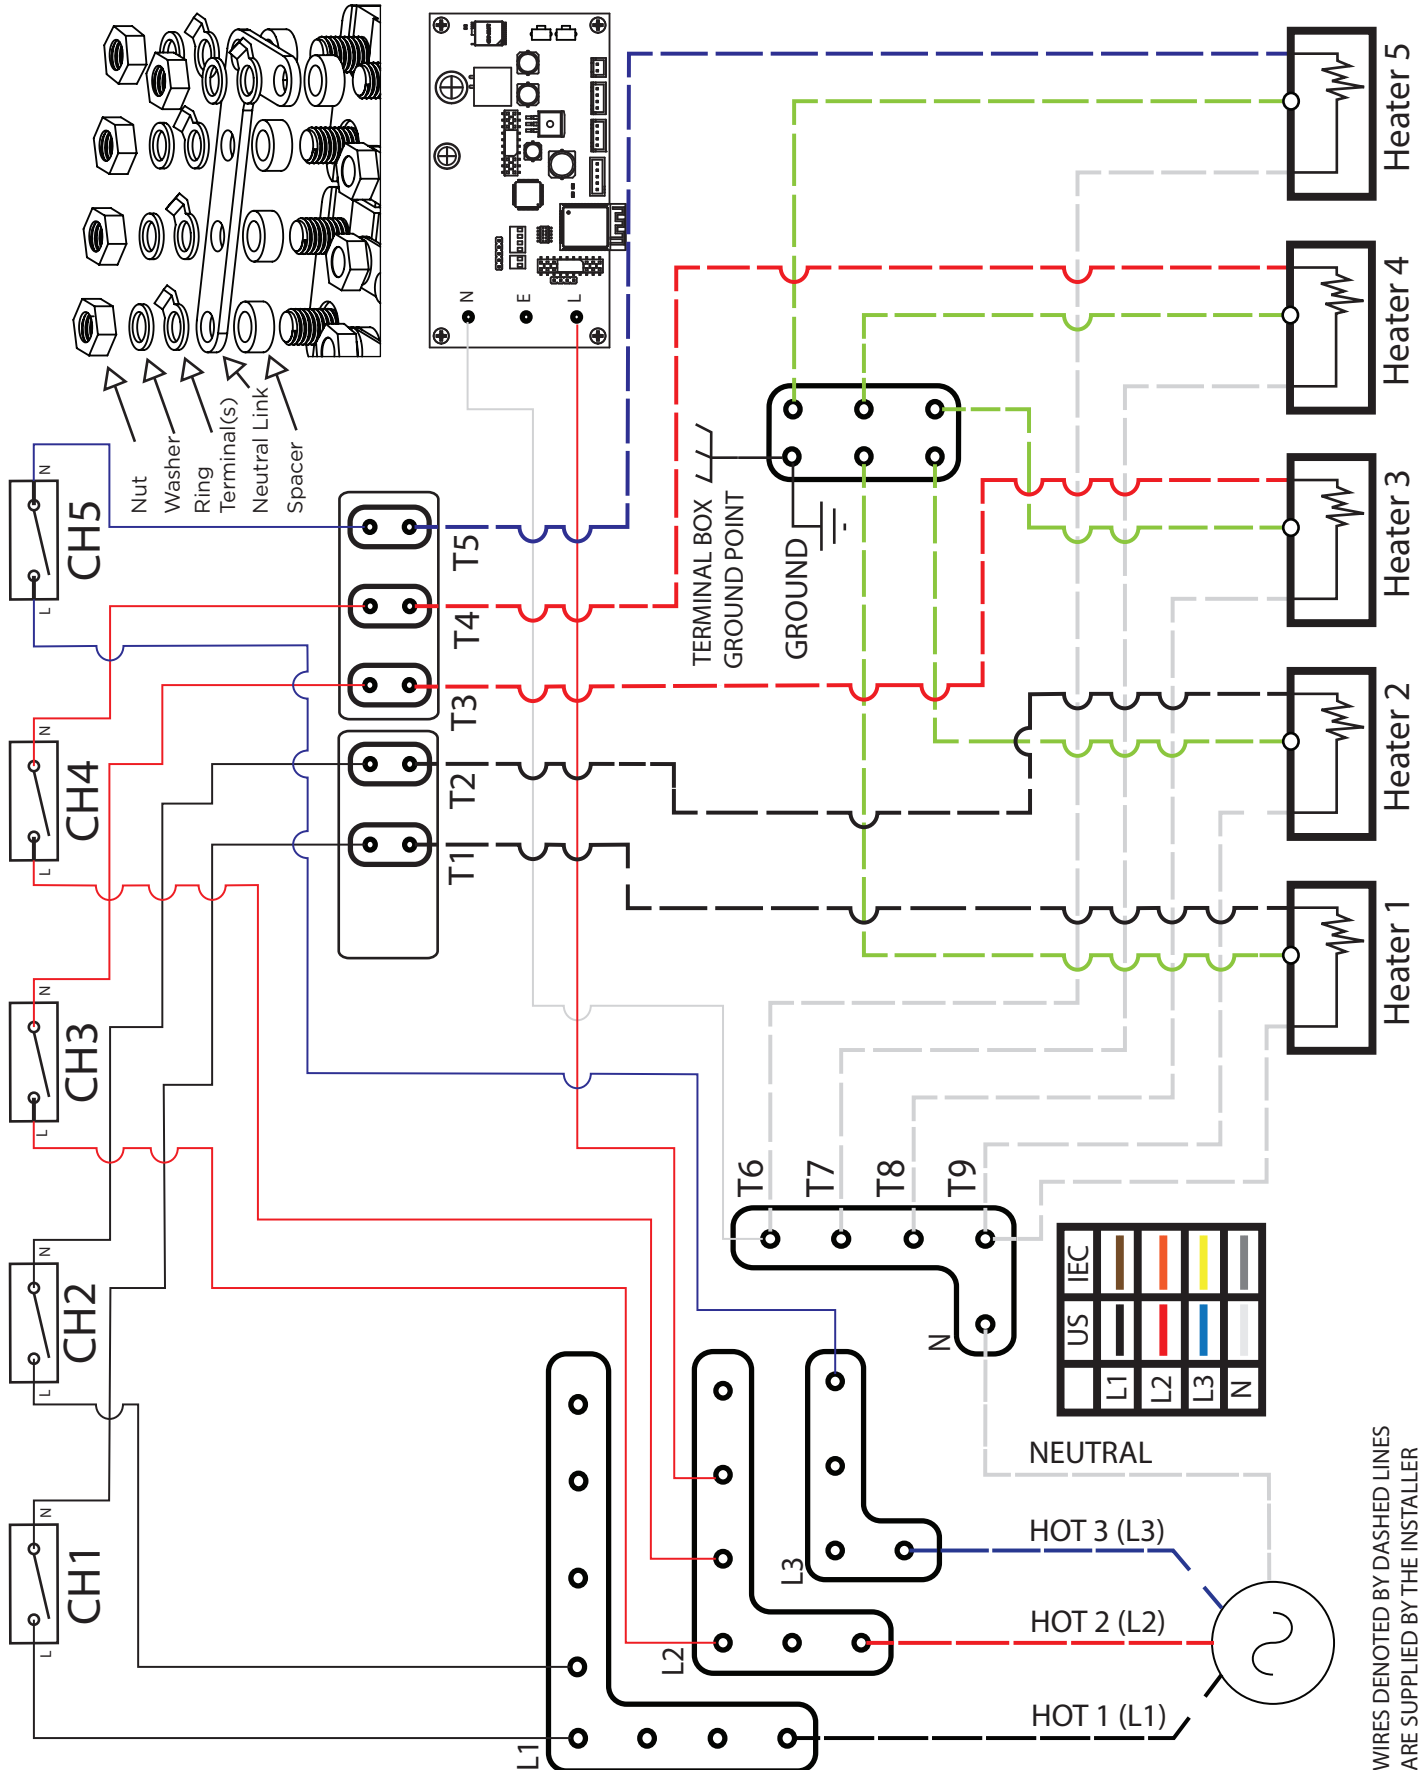 CH1
L
N
CH2
L
N
CH3
L
N
CH4
L
N
CH5
L
N
Nut
Washer
Ring
Terminal(s)
Neutral Link
Spacer
T1
T2
T3
T4
T5
N
E
L
TERMINAL BOX
GROUND POINT
GROUND
L1
L2
L3
N
T6
T7
T8
T9
HOT 1 (L1)
HOT 2 (L2)
HOT 3 (L3)
NEUTRAL
US
IEC
L1
L2
L3
N
Heater 1
Heater 2
Heater 3
Heater 4
Heater 5
WIRES DENOTED BY DASHED LINES
ARE SUPPLIED BY THE INSTALLER